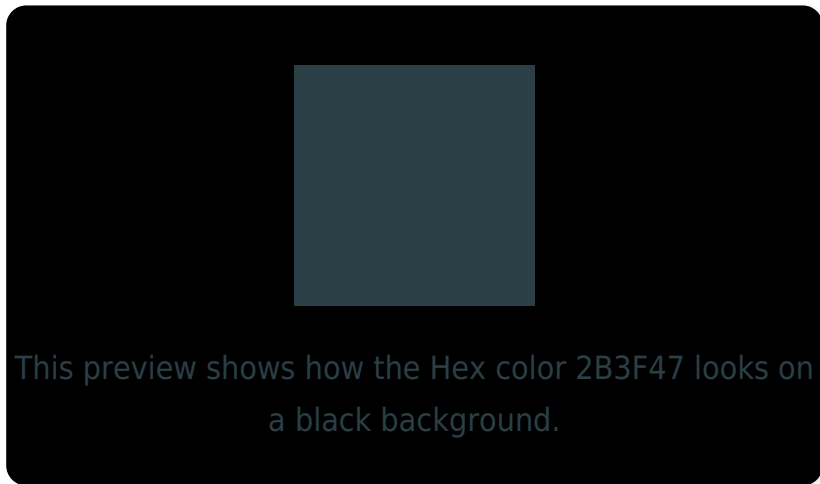 This preview shows how the Hex color 2B3F47 looks on
a black background.